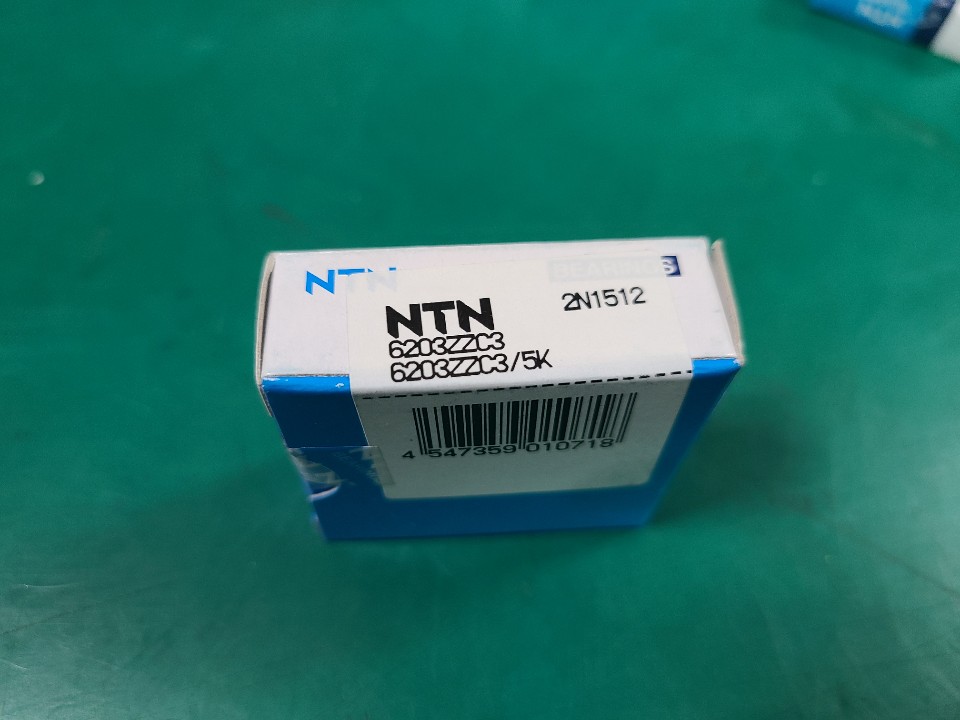 NTN
BEARINGS
NTN
2N1512
6203ZZC3
6203ZZC3/5K
4 547359 010718